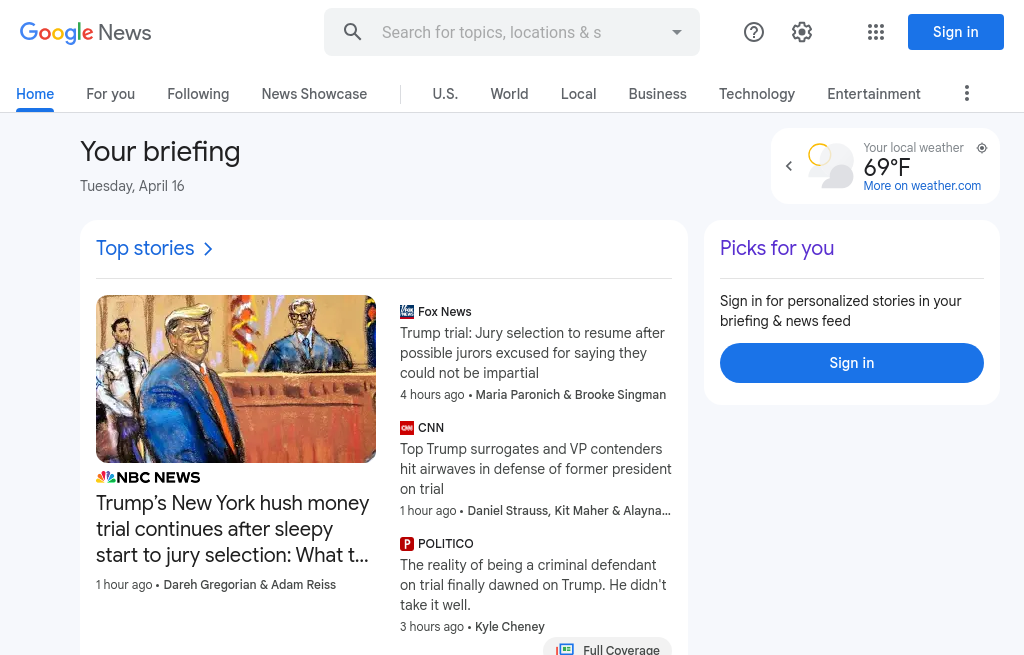 Google News
Search for topics, locations & s
Sign in
Home
For you
Following
News Showcase
U.S.
World
Local
Business
Technology
Entertainment
Your briefing
Tuesday, April 16
Your local weather
69°F
More on weather.com
Top stories
NBC NEWS
Trump’s New York hush money
trial continues after sleepy
start to jury selection: What t...
1 hour ago • Dareh Gregorian & Adam Reiss
Fox News
Trump trial: Jury selection to resume after
possible jurors excused for saying they
could not be impartial
4 hours ago • Maria Paronich & Brooke Singman
CNN
Top Trump surrogates and VP contenders
hit airwaves in defense of former president
on trial
1 hour ago • Daniel Strauss, Kit Maher & Alayna...
POLITICO
The reality of being a criminal defendant
on trial finally dawned on Trump. He didn’t
take it well.
3 hours ago • Kyle Cheney
Full Coverage
Picks for you
Sign in for personalized stories in your
briefing & news feed
Sign in